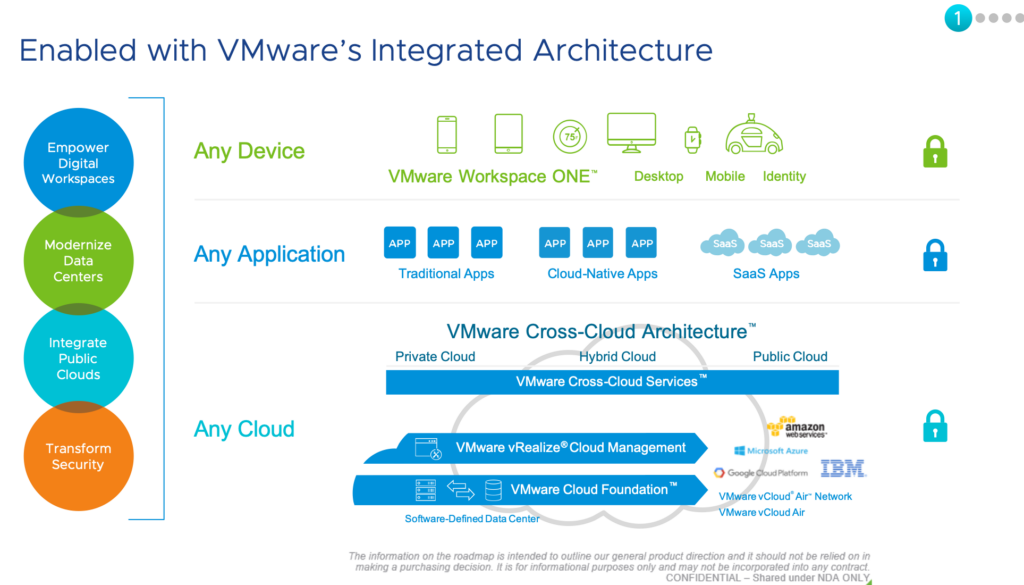 1
Enabled with VMware's Integrated Architecture
Empower
Digital
Workspaces
Modernize
Data
Centers
Integrate
Public
Clouds
Transform
Security
Any Device
75°
VMware Workspace ONE™
Desktop
Mobile
Identity
Any Application
APP APP APP
Traditional Apps
APP APP APP
Cloud-Native Apps
SaaS SaaS SaaS
SaaS Apps
Any Cloud
VMware Cross-Cloud Architecture™
Private Cloud
Hybrid Cloud
Public Cloud
VMware Cross-Cloud Services™
VMware vRealize® Cloud Management
VMware Cloud Foundation™
Software-Defined Data Center
amazon
webservices™
Microsoft Azure
Google Cloud Platform
IBM
VMware vCloud® Air™ Network
VMware vCloud Air
The information on the roadmap is intended to outline our general product direction and it should not be relied on in
making a purchasing decision. It is for informational purposes only and may not be incorporated into any contract.
CONFIDENTIAL – Shared under NDA ONLY